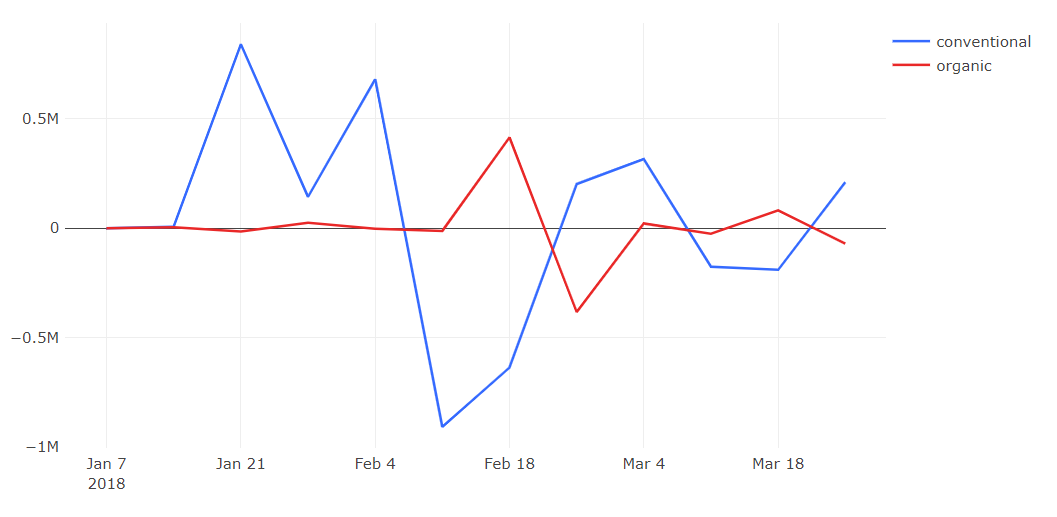 conventional
organic
0.5M
0
−0.5M
−1M
Jan 7
2018
Jan 21
Feb 4
Feb 18
Mar 4
Mar 18